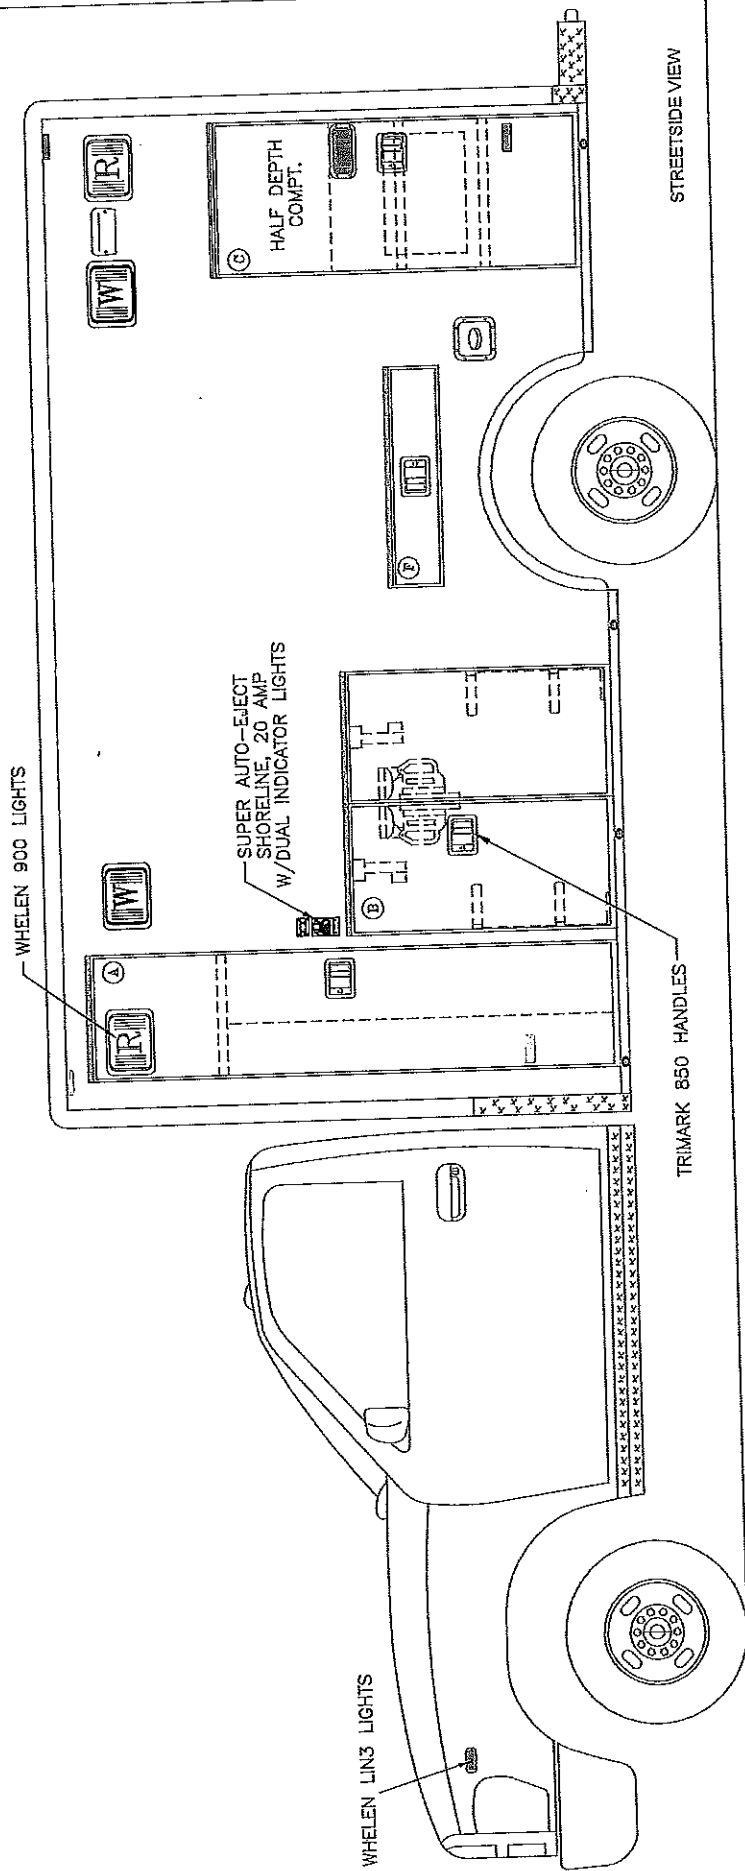 WHELEN 900 LIGHTS
R
W
W
R
A
SUPER AUTO-EJECT
SHORELINE, 20 AMP
W/DUAL INDICATOR LIGHTS
C
HALF DEPTH
COMPT.
B
F
WHELEN LIN3 LIGHTS
TRIMARK 850 HANDLES
STREETSIDE VIEW